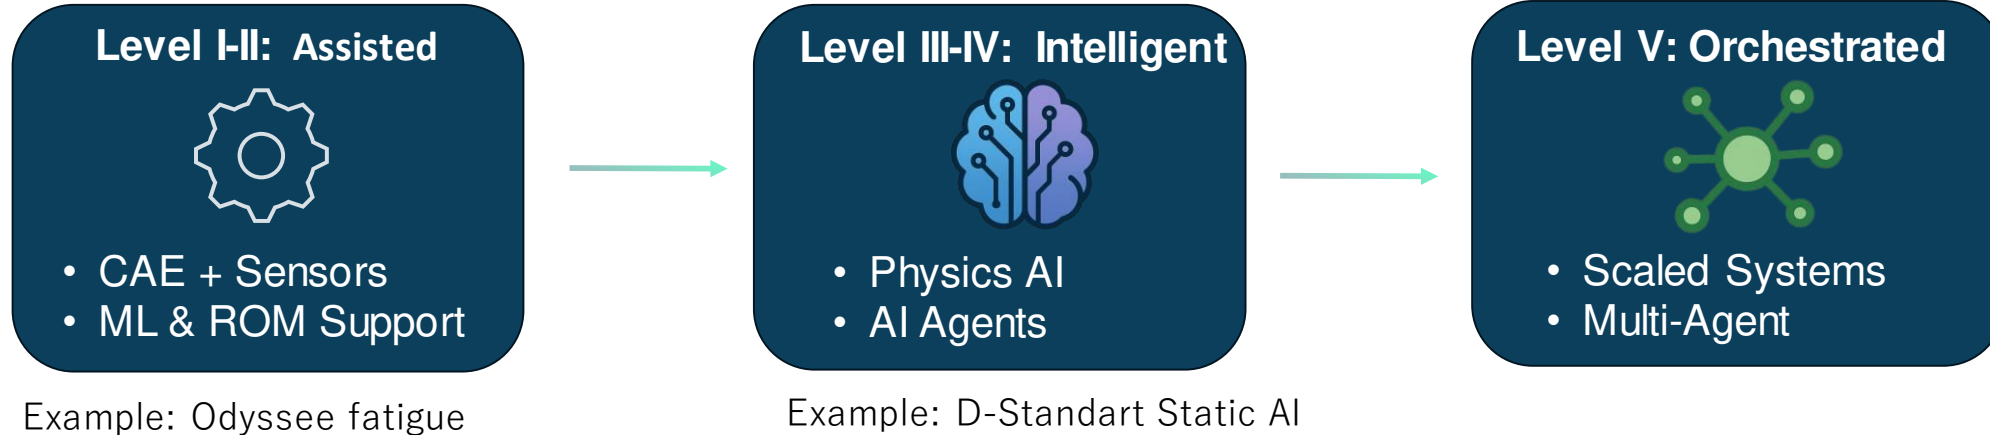 Level I-II: Assisted
• CAE + Sensors
• ML & ROM Support
Example: Odyssee fatigue
Level III-IV: Intelligent
• Physics AI
• AI Agents
Example: D-Standart Static AI
Level V: Orchestrated
• Scaled Systems
• Multi-Agent